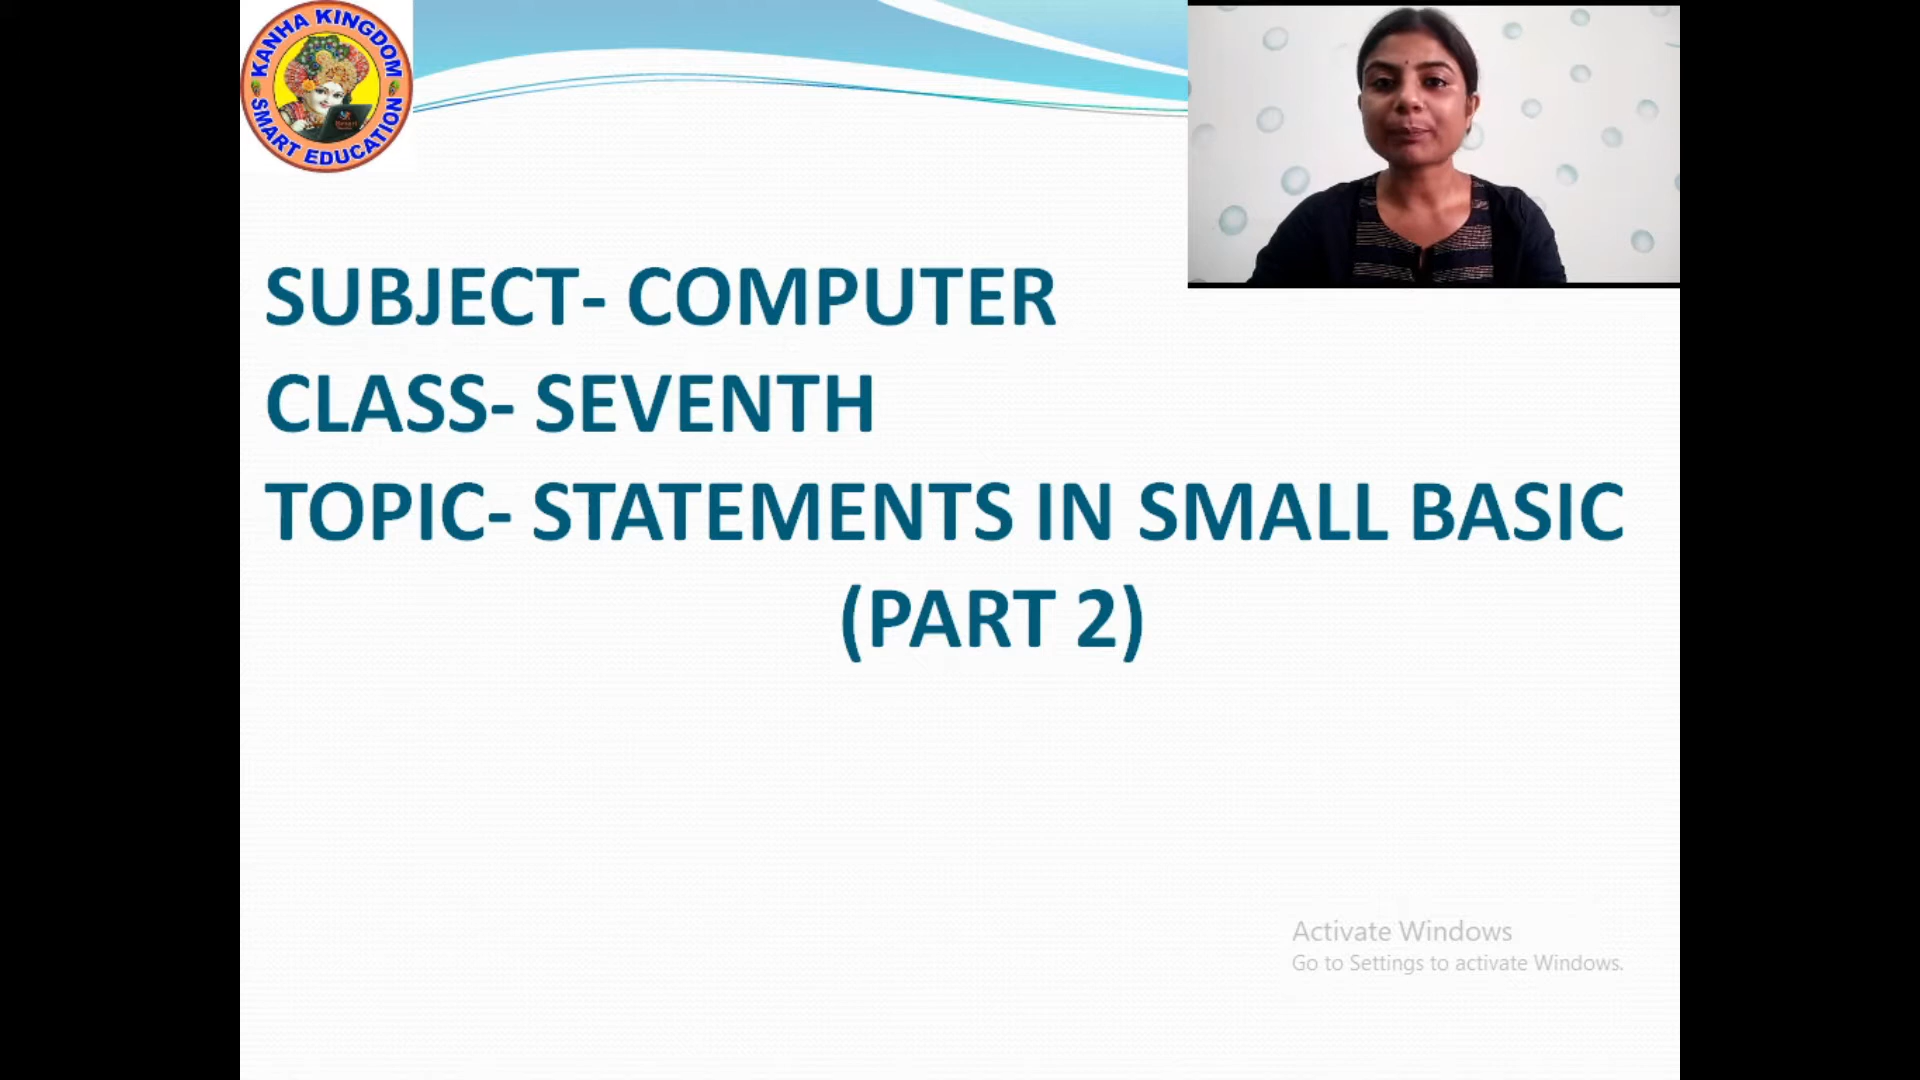 KANHA KINGDOM
SMART EDUCATION
SUBJECT- COMPUTER
CLASS- SEVENTH
TOPIC- STATEMENTS IN SMALL BASIC
(PART 2)
Activate Windows
Go to Settings to activate Windows.